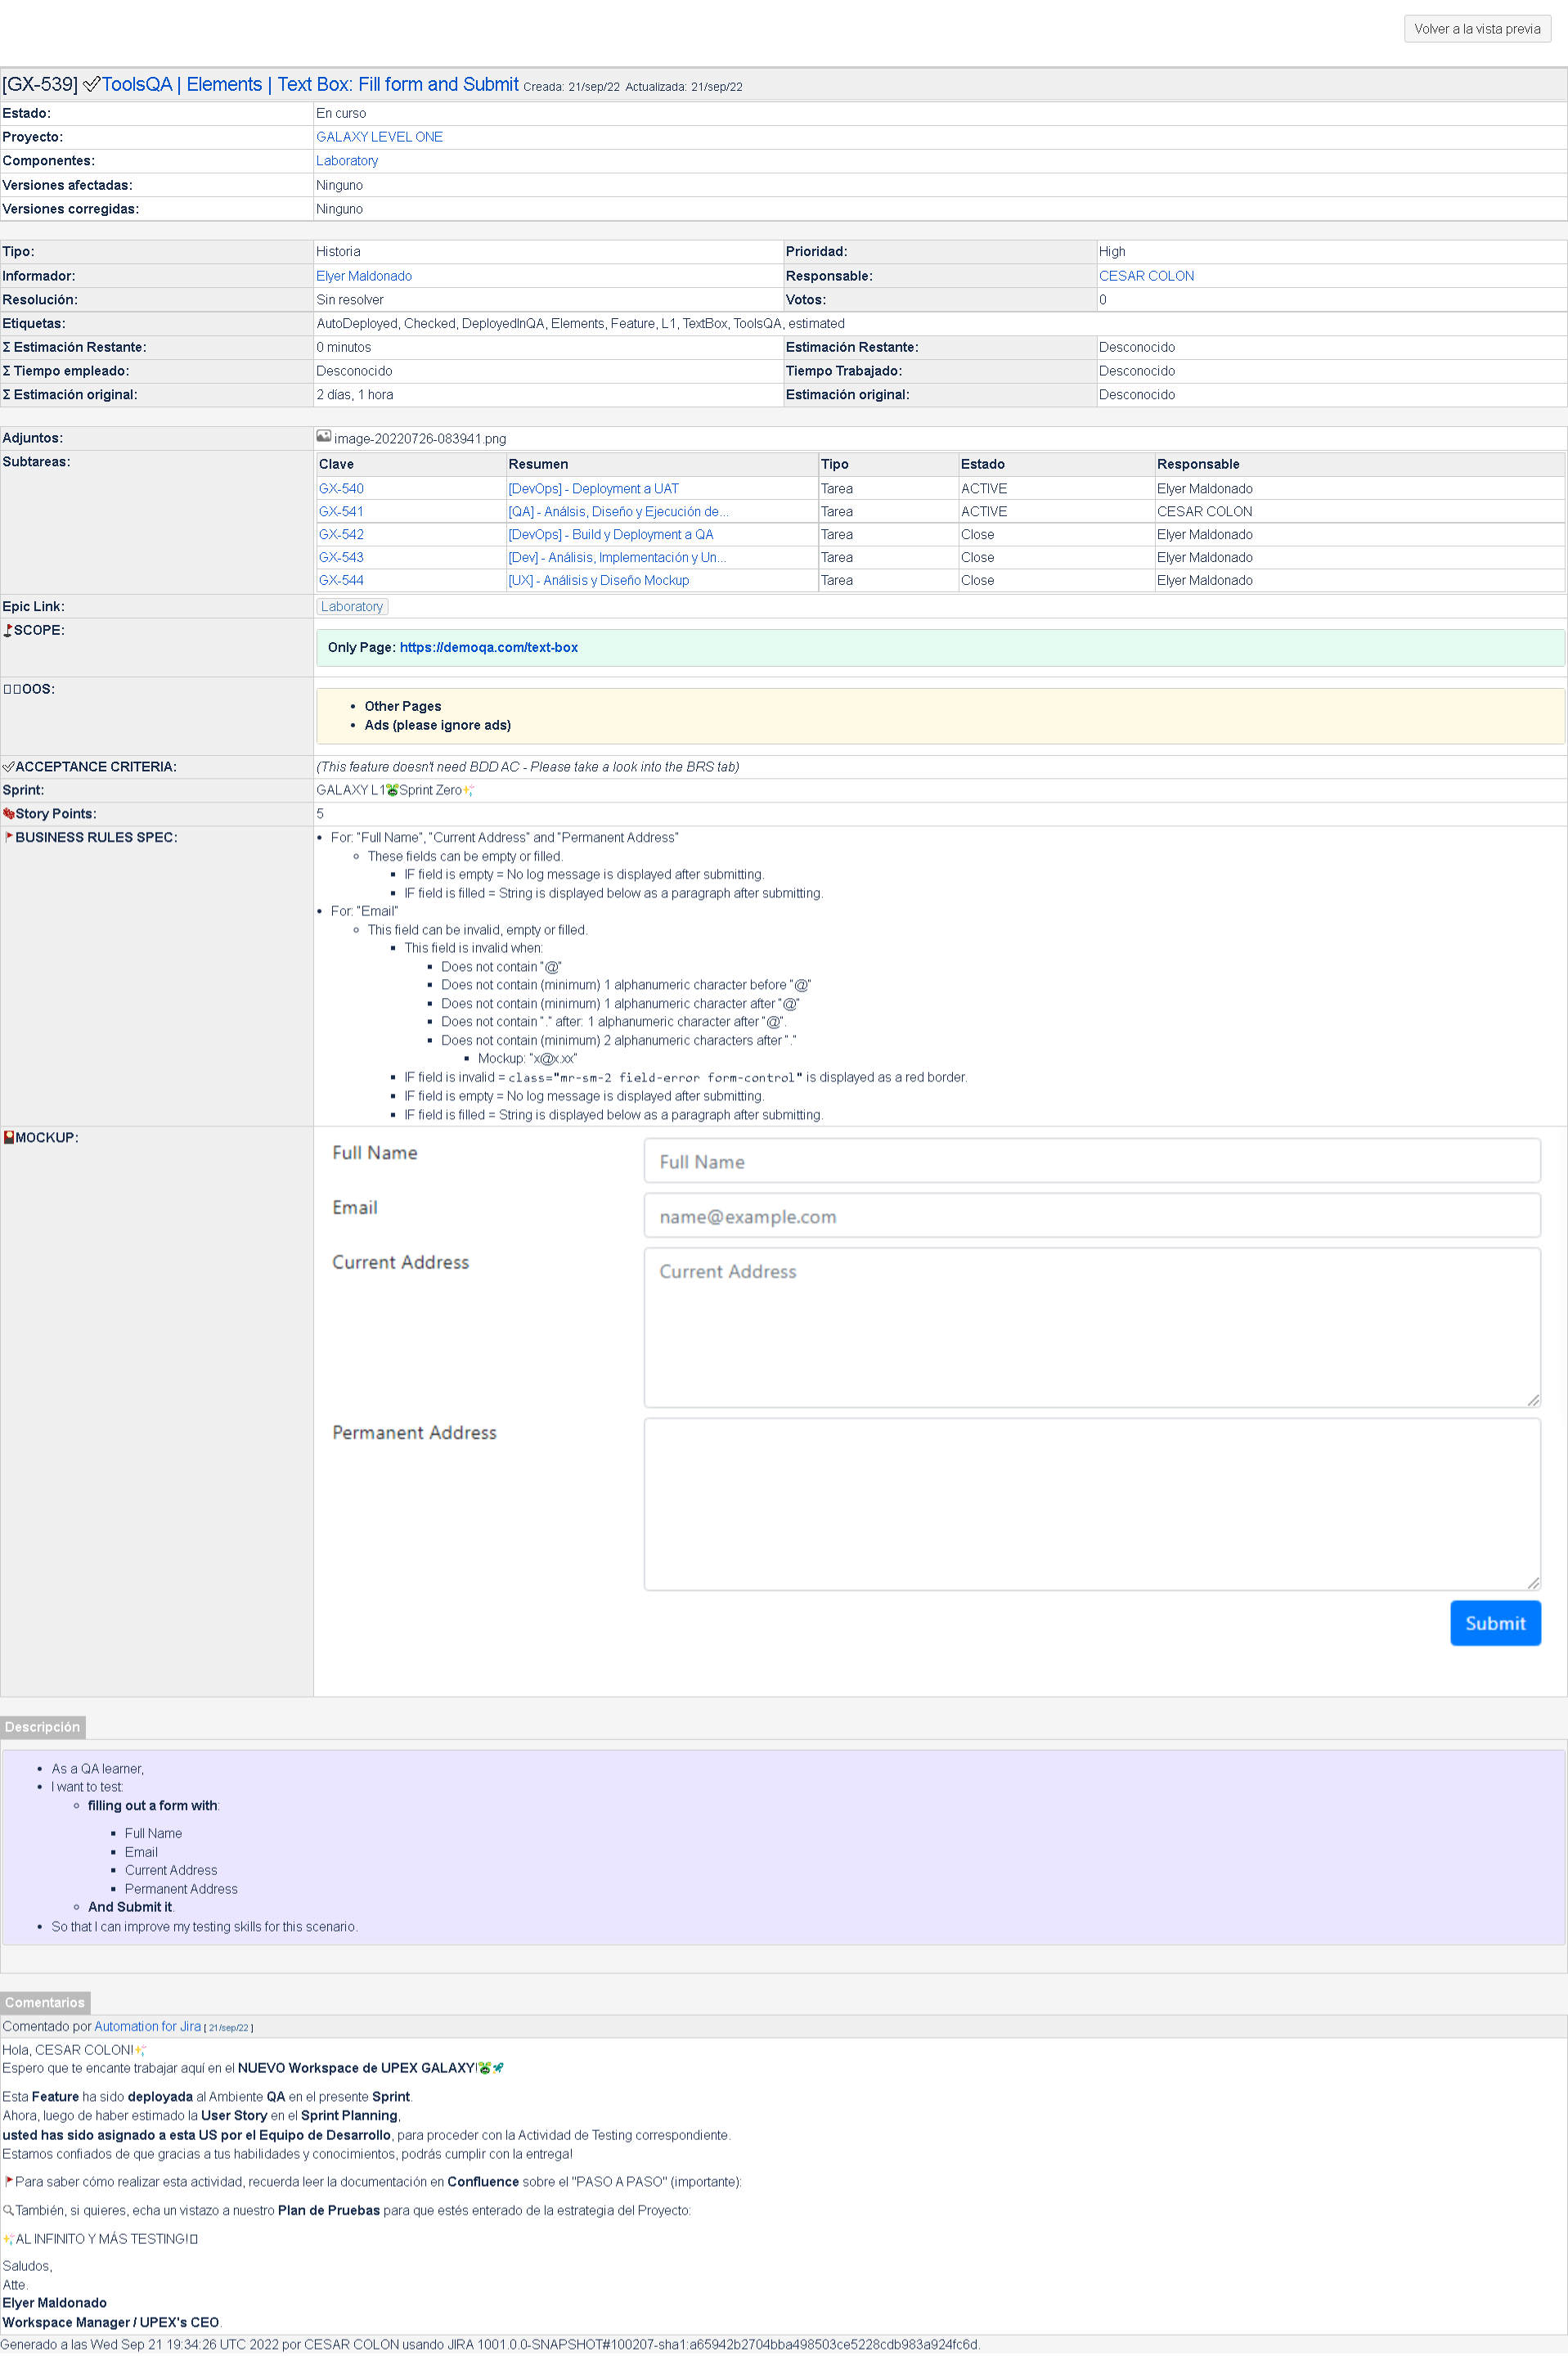 Volver a la vista previa
[GX-539] ✓ToolsQA | Elements | Text Box: Fill form and Submit Creada: 21/sep/22 Actualizada: 21/sep/22
Estado: En curso
Proyecto: GALAXY LEVEL ONE
Componentes: Laboratory
Versiones afectadas: Ninguno
Versiones corregidas: Ninguno
Tipo: Historia Prioridad: High
Informador: Elyer Maldonado Responsable: CESAR COLON
Resolución: Sin resolver Votos: 0
Etiquetas: AutoDeployed, Checked, DeployedInQA, Elements, Feature, L1, TextBox, ToolsQA, estimated
Σ Estimación Restante: 0 minutos Estimación Restante: Desconocido
Σ Tiempo empleado: Desconocido Tiempo Trabajado: Desconocido
Σ Estimación original: 2 días, 1 hora Estimación original: Desconocido
Adjuntos: image-20220726-083941.png
Subtareas:
Clave Resumen Tipo Estado Responsable
GX-540 [DevOps] - Deployment a UAT Tarea ACTIVE Elyer Maldonado
GX-541 [QA] - Análsis, Diseño y Ejecución de... Tarea ACTIVE CESAR COLON
GX-542 [DevOps] - Build y Deployment a QA Tarea Close Elyer Maldonado
GX-543 [Dev] - Análisis, Implementación y Un... Tarea Close Elyer Maldonado
GX-544 [UX] - Análisis y Diseño Mockup Tarea Close Elyer Maldonado
Epic Link: Laboratory
SCOPE:
Only Page: https://demoqa.com/text-box
OOS:
• Other Pages
• Ads (please ignore ads)
✓ACCEPTANCE CRITERIA: (This feature doesn't need BDD AC - Please take a look into the BRS tab)
Sprint: GALAXY L1 Sprint Zero
Story Points: 5
BUSINESS RULES SPEC:
• For: "Full Name", "Current Address" and "Permanent Address"
◦ These fields can be empty or filled.
▪ IF field is empty = No log message is displayed after submitting.
▪ IF field is filled = String is displayed below as a paragraph after submitting.
• For: "Email"
◦ This field can be invalid, empty or filled.
▪ This field is invalid when:
▪ Does not contain "@"
▪ Does not contain (minimum) 1 alphanumeric character before "@"
▪ Does not contain (minimum) 1 alphanumeric character after "@"
▪ Does not contain "." after: 1 alphanumeric character after "@".
▪ Does not contain (minimum) 2 alphanumeric characters after "."
▪ Mockup: "x@x.xx"
▪ IF field is invalid = class="mr-sm-2 field-error form-control" is displayed as a red border.
▪ IF field is empty = No log message is displayed after submitting.
▪ IF field is filled = String is displayed below as a paragraph after submitting.
MOCKUP:
Full Name Full Name
Email name@example.com
Current Address Current Address
Permanent Address
Submit
Descripción
• As a QA learner,
• I want to test:
◦ filling out a form with:
▪ Full Name
▪ Email
▪ Current Address
▪ Permanent Address
◦ And Submit it.
• So that I can improve my testing skills for this scenario.
Comentarios
Comentado por Automation for Jira [ 21/sep/22 ]
Hola, CESAR COLON!
Espero que te encante trabajar aquí en el NUEVO Workspace de UPEX GALAXY!
Esta Feature ha sido deployada al Ambiente QA en el presente Sprint.
Ahora, luego de haber estimado la User Story en el Sprint Planning,
usted has sido asignado a esta US por el Equipo de Desarrollo, para proceder con la Actividad de Testing correspondiente.
Estamos confiados de que gracias a tus habilidades y conocimientos, podrás cumplir con la entrega!
Para saber cómo realizar esta actividad, recuerda leer la documentación en Confluence sobre el "PASO A PASO" (importante):
También, si quieres, echa un vistazo a nuestro Plan de Pruebas para que estés enterado de la estrategia del Proyecto:
AL INFINITO Y MÁS TESTING!
Saludos,
Atte.
Elyer Maldonado
Workspace Manager / UPEX's CEO.
Generado a las Wed Sep 21 19:34:26 UTC 2022 por CESAR COLON usando JIRA 1001.0.0-SNAPSHOT#100207-sha1:a65942b2704bba498503ce5228cdb983a924fc6d.